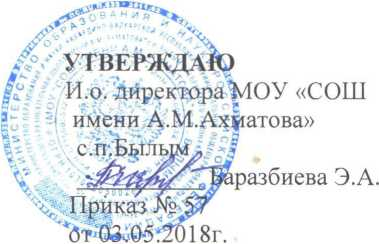 УТВЕРЖДАЮ
И.о. директора МОУ «СОШ
имени А.М.Ахматова»
с.п.Былым
Баразбиева Э.А.
Приказ № 57
от 03.05.2018г.